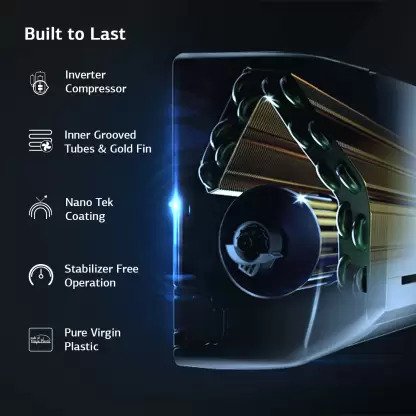 Built to Last
Inverter
Compressor
Inner Grooved
Tubes & Gold Fin
Nano Tek
Coating
Stabilizer Free
Operation
Pure Virgin
Plastic